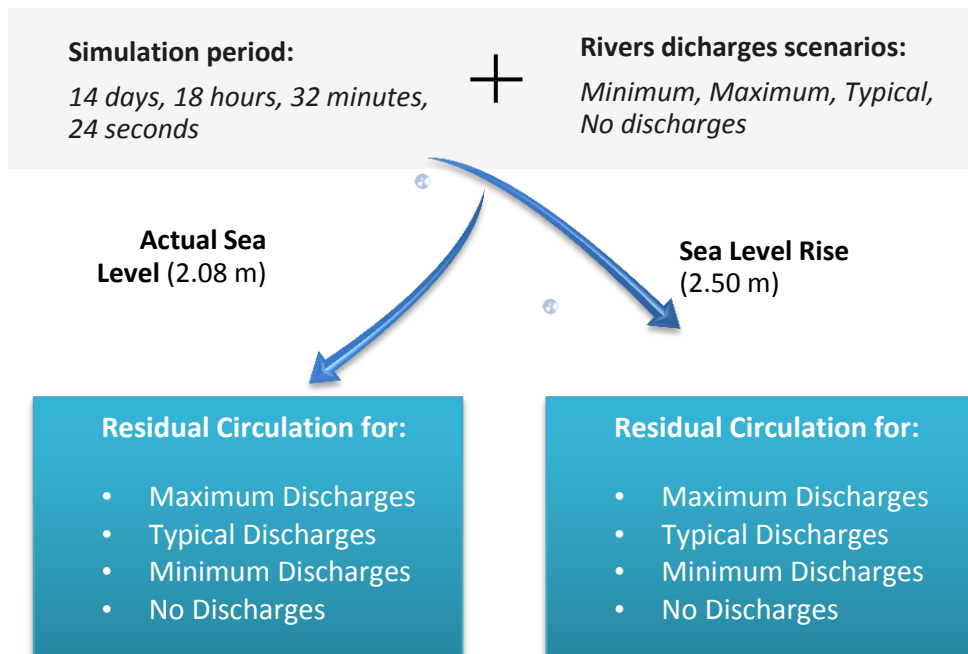 Simulation period:
14 days, 18 hours, 32 minutes,
24 seconds
+
Rivers dicharges scenarios:
Minimum, Maximum, Typical,
No discharges
Actual Sea
Level (2.08 m)
Sea Level Rise
(2.50 m)
Residual Circulation for:
• Maximum Discharges
• Typical Discharges
• Minimum Discharges
• No Discharges
Residual Circulation for:
• Maximum Discharges
• Typical Discharges
• Minimum Discharges
• No Discharges